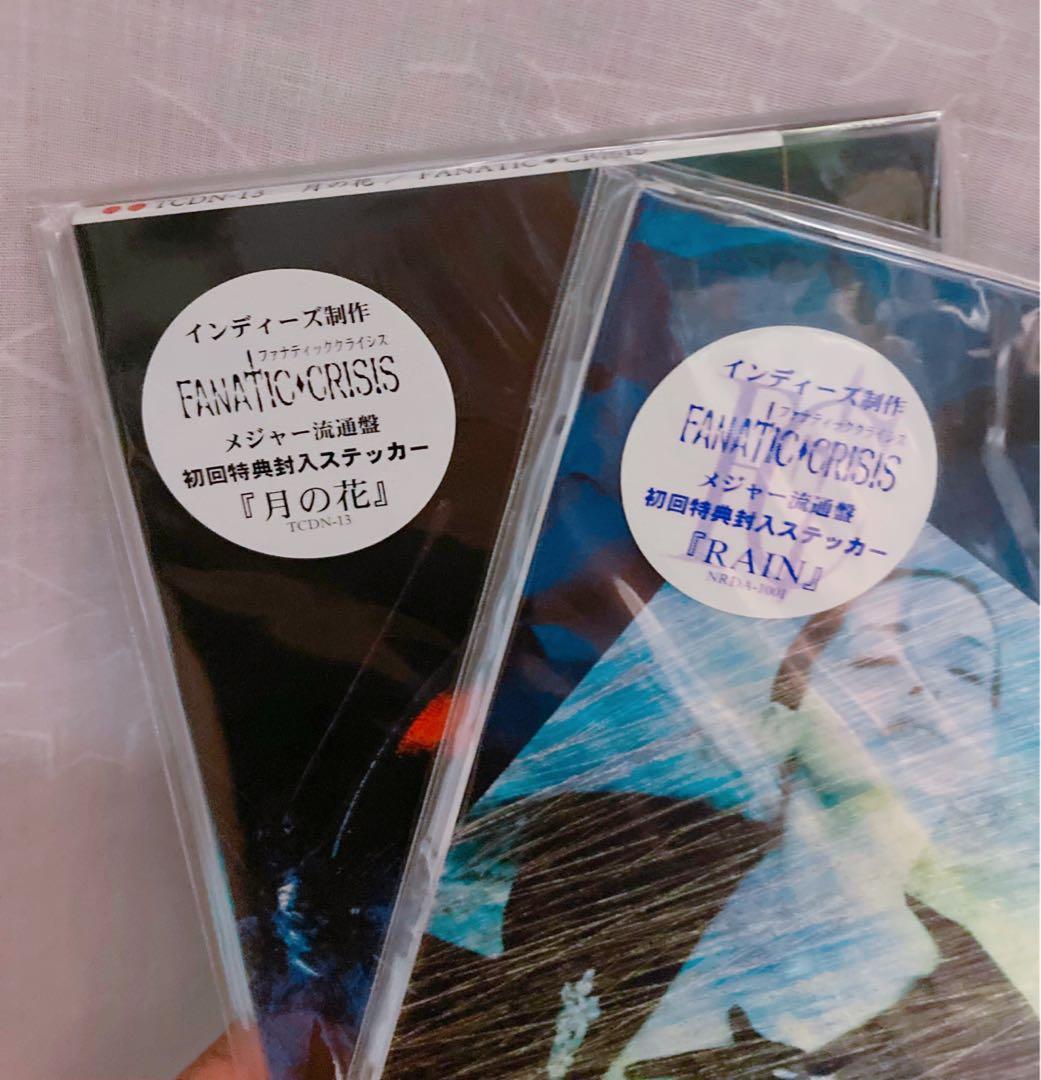 TCDN-13 月の花 / FANATIC◆CRISIS
インディーズ制作
ファナティッククライシス
FANATIC◆CRISIS
メジャー流通盤
初回特典封入ステッカー
『月の花』
TCDN-13
インディーズ制作
ファナティッククライシス
FANATIC◆CRISIS
メジャー流通盤
初回特典封入ステッカー
『RAIN』
NRDA-1001